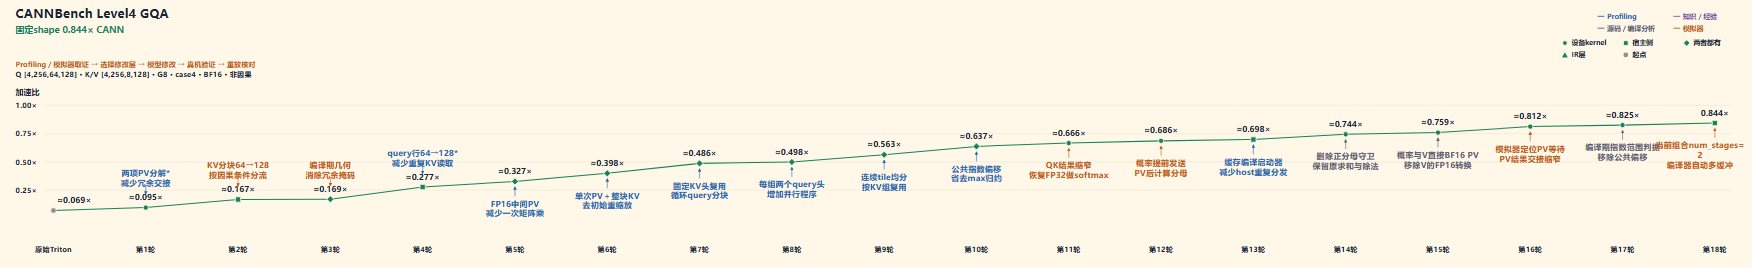 CANNBench Level4 GQA
固定shape 0.844× CANN
Profiling
知识 / 经验
源码 / 编译分析
模拟器
设备kernel
宿主侧
两者都有
IR层
起点
Profiling / 模拟器取证 → 选择修改层 → 模型修改 → 真机验证 → 重放核对
Q [4,256,64,128] • K/V [4,256,8,128] • G8 • case4 • BF16 • 非因果
加速比
1.00×
0.75×
0.50×
0.25×
≈0.069×
两项PV分解*
减少冗余交接
≈0.095×
KV分块64→128
按因果条件分流
≈0.167×
编译期几何
消除冗余掩码
≈0.169×
query行64→128*
减少重复KV读取
≈0.277×
≈0.327×
FP16中间PV
减少一次矩阵乘
≈0.398×
单次PV + 整块KV
去初始重缩放
≈0.486×
固定KV头复用
循环query分块
≈0.498×
每组两个query头
增加并行程序
≈0.563×
连续tile均分
按KV组复用
≈0.637×
公共指数偏移
省去max归约
≈0.666×
QK结果缩窄
恢复FP32做softmax
≈0.686×
概率提前发送
PV后计算分母
≈0.698×
缓存编译启动器
减少host重复分发
≈0.744×
删除正分母守卫
保留原求和与除法
≈0.759×
概率与V直接BF16 PV
移除V的FP16转换
≈0.812×
模拟器定位PV等待
PV结果交接缩窄
≈0.825×
编译期指数范围判据
移除公共偏移
0.844×
当前组合num_stages=
2
编译器自动多缓冲
原始Triton
第1轮
第2轮
第3轮
第4轮
第5轮
第6轮
第7轮
第8轮
第9轮
第10轮
第11轮
第12轮
第13轮
第14轮
第15轮
第16轮
第17轮
第18轮